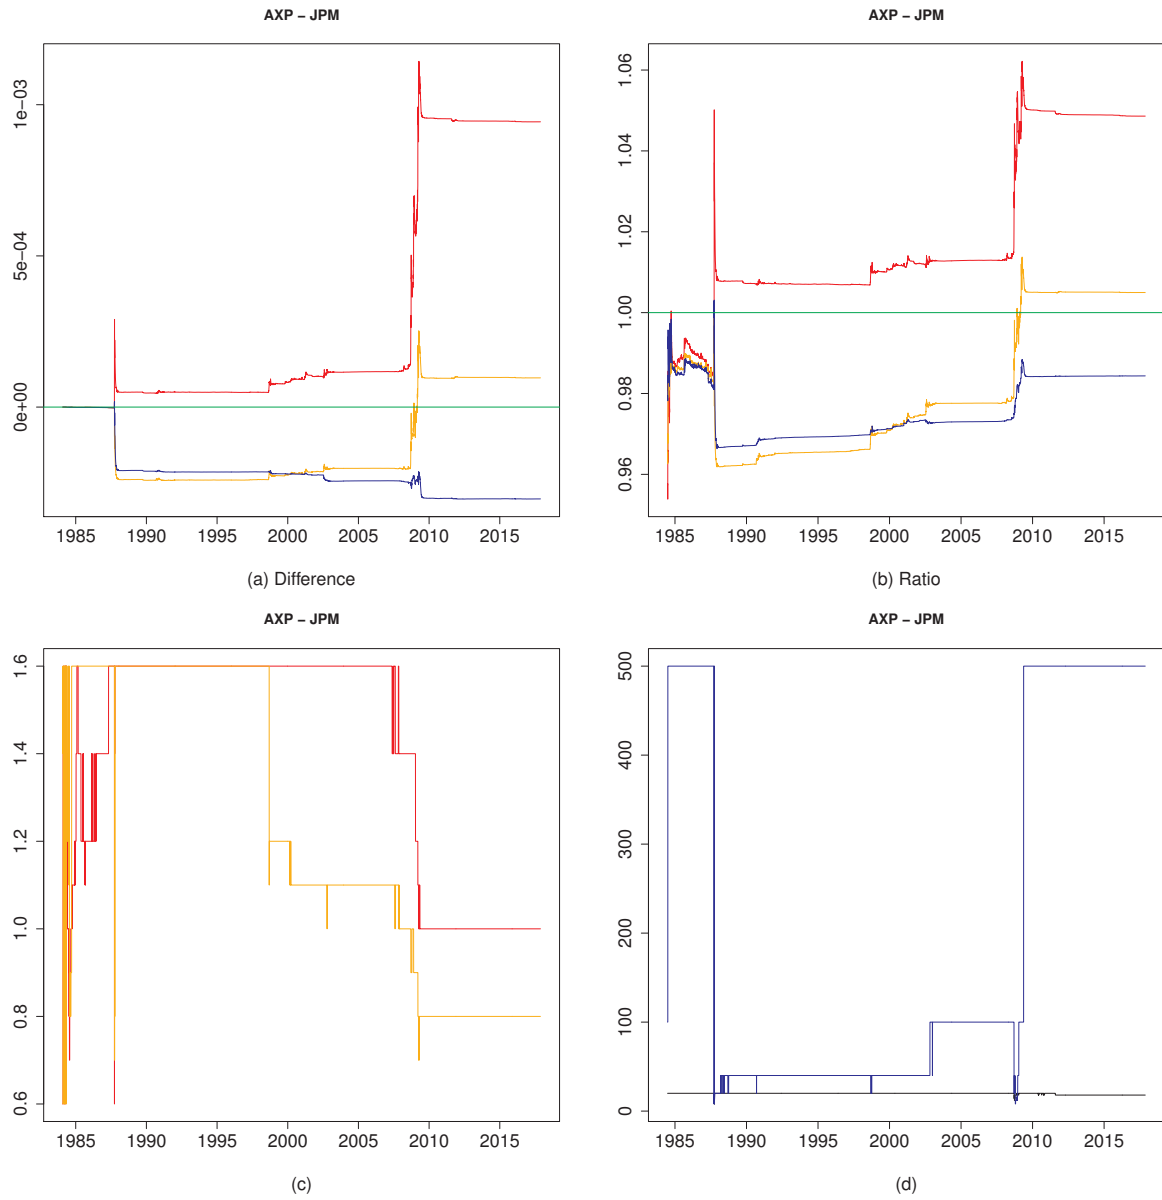 AXP − JPM
AXP − JPM
1e−03
5e−04
0e+00
1985 1990 1995 2000 2005 2010 2015
(a) Difference
1.06
1.04
1.02
1.00
0.98
0.96
1985 1990 1995 2000 2005 2010 2015
(b) Ratio
AXP − JPM
AXP − JPM
1.6
1.4
1.2
1.0
0.8
0.6
1985 1990 1995 2000 2005 2010 2015
(c)
500
400
300
200
100
0
1985 1990 1995 2000 2005 2010 2015
(d)